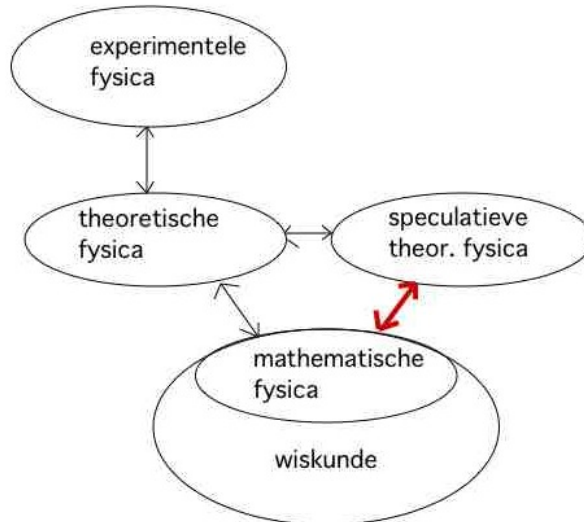 experimentele
fysica
theoretische
fysica
speculatieve
theor. fysica
mathematische
fysica
wiskunde